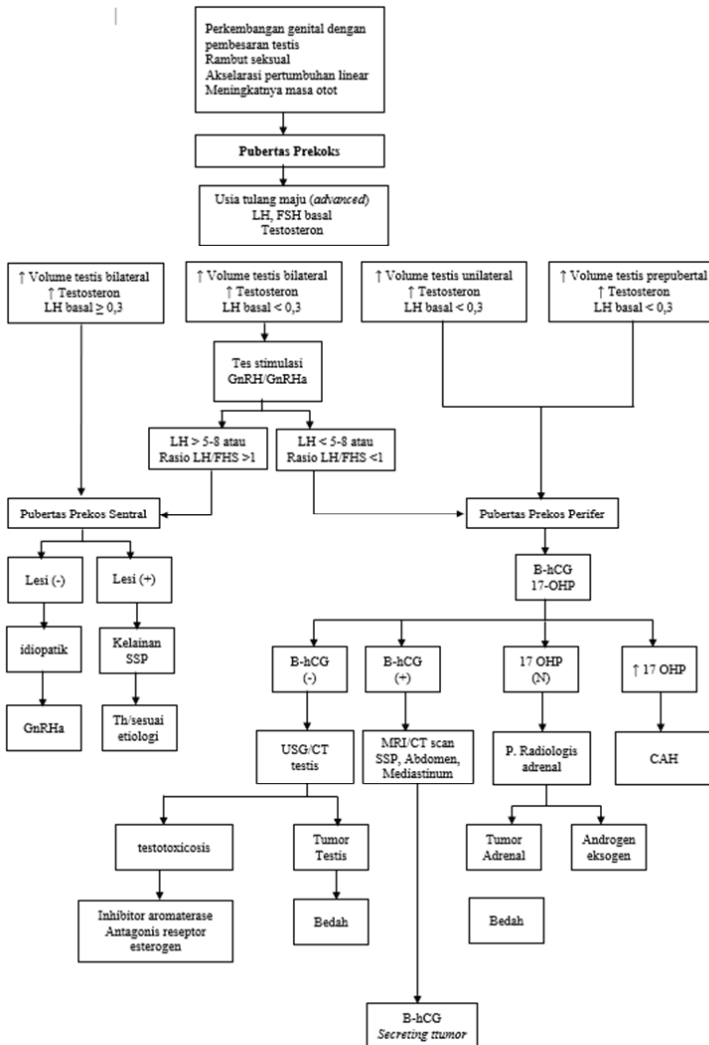 Perkembangan genital dengan
pembesaran testis
Rambut seksual
Akselarasi pertumbuhan linear
Meningkatnya masa otot
Pubertas Prekoks
Usia tulang maju (advanced)
LH, FSH basal
Testosteron
↑ Volume testis bilateral
↑ Testosteron
LH basal ≥ 0,3
↑ Volume testis bilateral
↑ Testosteron
LH basal < 0,3
↑ Volume testis unilateral
↑ Testosteron
LH basal < 0,3
↑ Volume testis prepubertal
↑ Testosteron
LH basal < 0,3
Tes stimulasi
GnRH/GnRHa
LH > 5-8 atau
Rasio LH/FHS >1
LH < 5-8 atau
Rasio LH/FHS <1
Pubertas Prekos Sentral
Pubertas Prekos Perifer
Lesi (-)
Lesi (+)
B-hCG
17-OHP
idiopatik
Kelainan
SSP
B-hCG
(-)
B-hCG
(+)
17 OHP
(N)
↑ 17 OHP
GnRHa
Th/sesuai
etiologi
USG/CT
testis
MRI/CT scan
SSP, Abdomen,
Mediastinum
P. Radiologis
adrenal
CAH
testotoxicosis
Tumor
Testis
Tumor
Adrenal
Androgen
eksogen
Inhibitor aromaterase
Antagonis reseptor
esterogen
Bedah
Bedah
B-hCG
Secreting ttumor